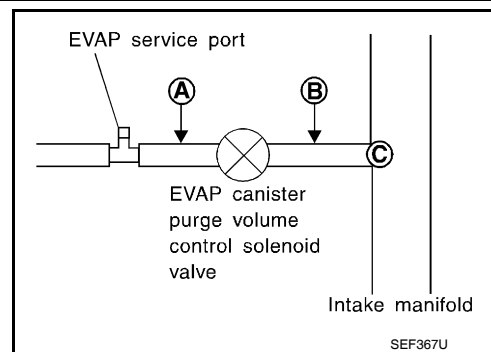 EVAP service port
A
B
C
EVAP canister
purge volume
control solenoid
valve
Intake manifold
SEF367U